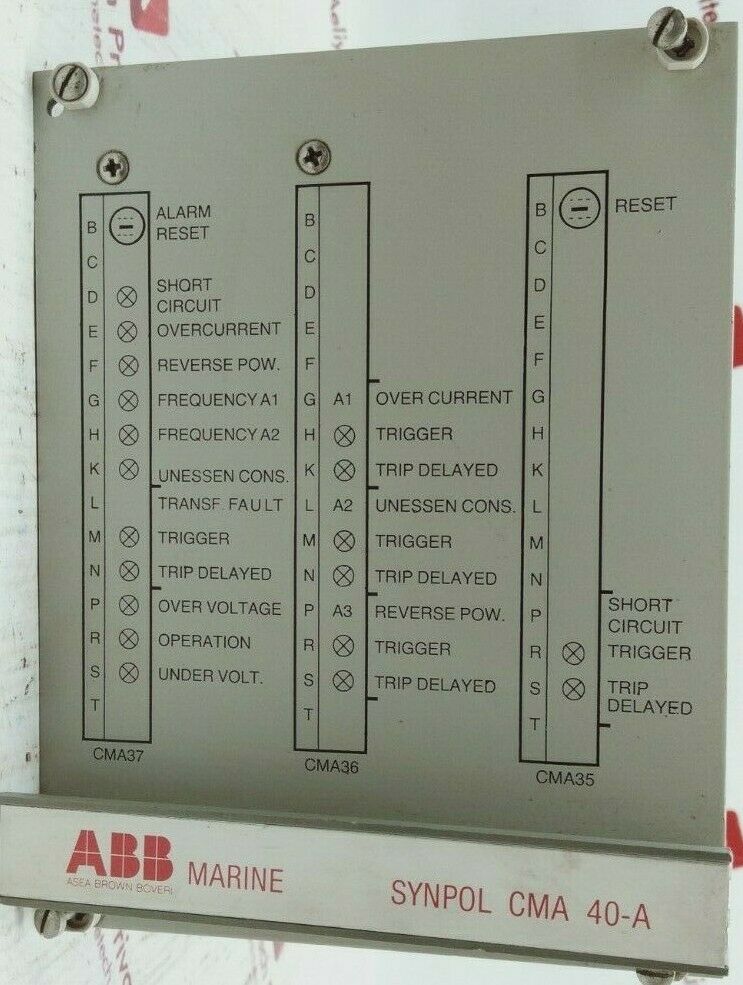 B
ALARM
RESET
C
D
SHORT
CIRCUIT
E OVERCURRENT
F REVERSE POW.
G FREQUENCY A1
H FREQUENCY A2
K UNESSEN CONS.
L TRANSF. FAULT
M TRIGGER
N TRIP DELAYED
P OVER VOLTAGE
R OPERATION
S UNDER VOLT.
T
CMA37
B
C
D
E
F
G A1 OVER CURRENT
H TRIGGER
K TRIP DELAYED
L A2 UNESSEN CONS.
M TRIGGER
N TRIP DELAYED
P A3 REVERSE POW.
R TRIGGER
S TRIP DELAYED
T
CMA36
B RESET
C
D
E
F
G
H
K
L
M
N
P
SHORT
CIRCUIT
R TRIGGER
S TRIP
DELAYED
T
CMA35
ABB MARINE
ASEA BROWN BOVERI
SYNPOL CMA 40-A